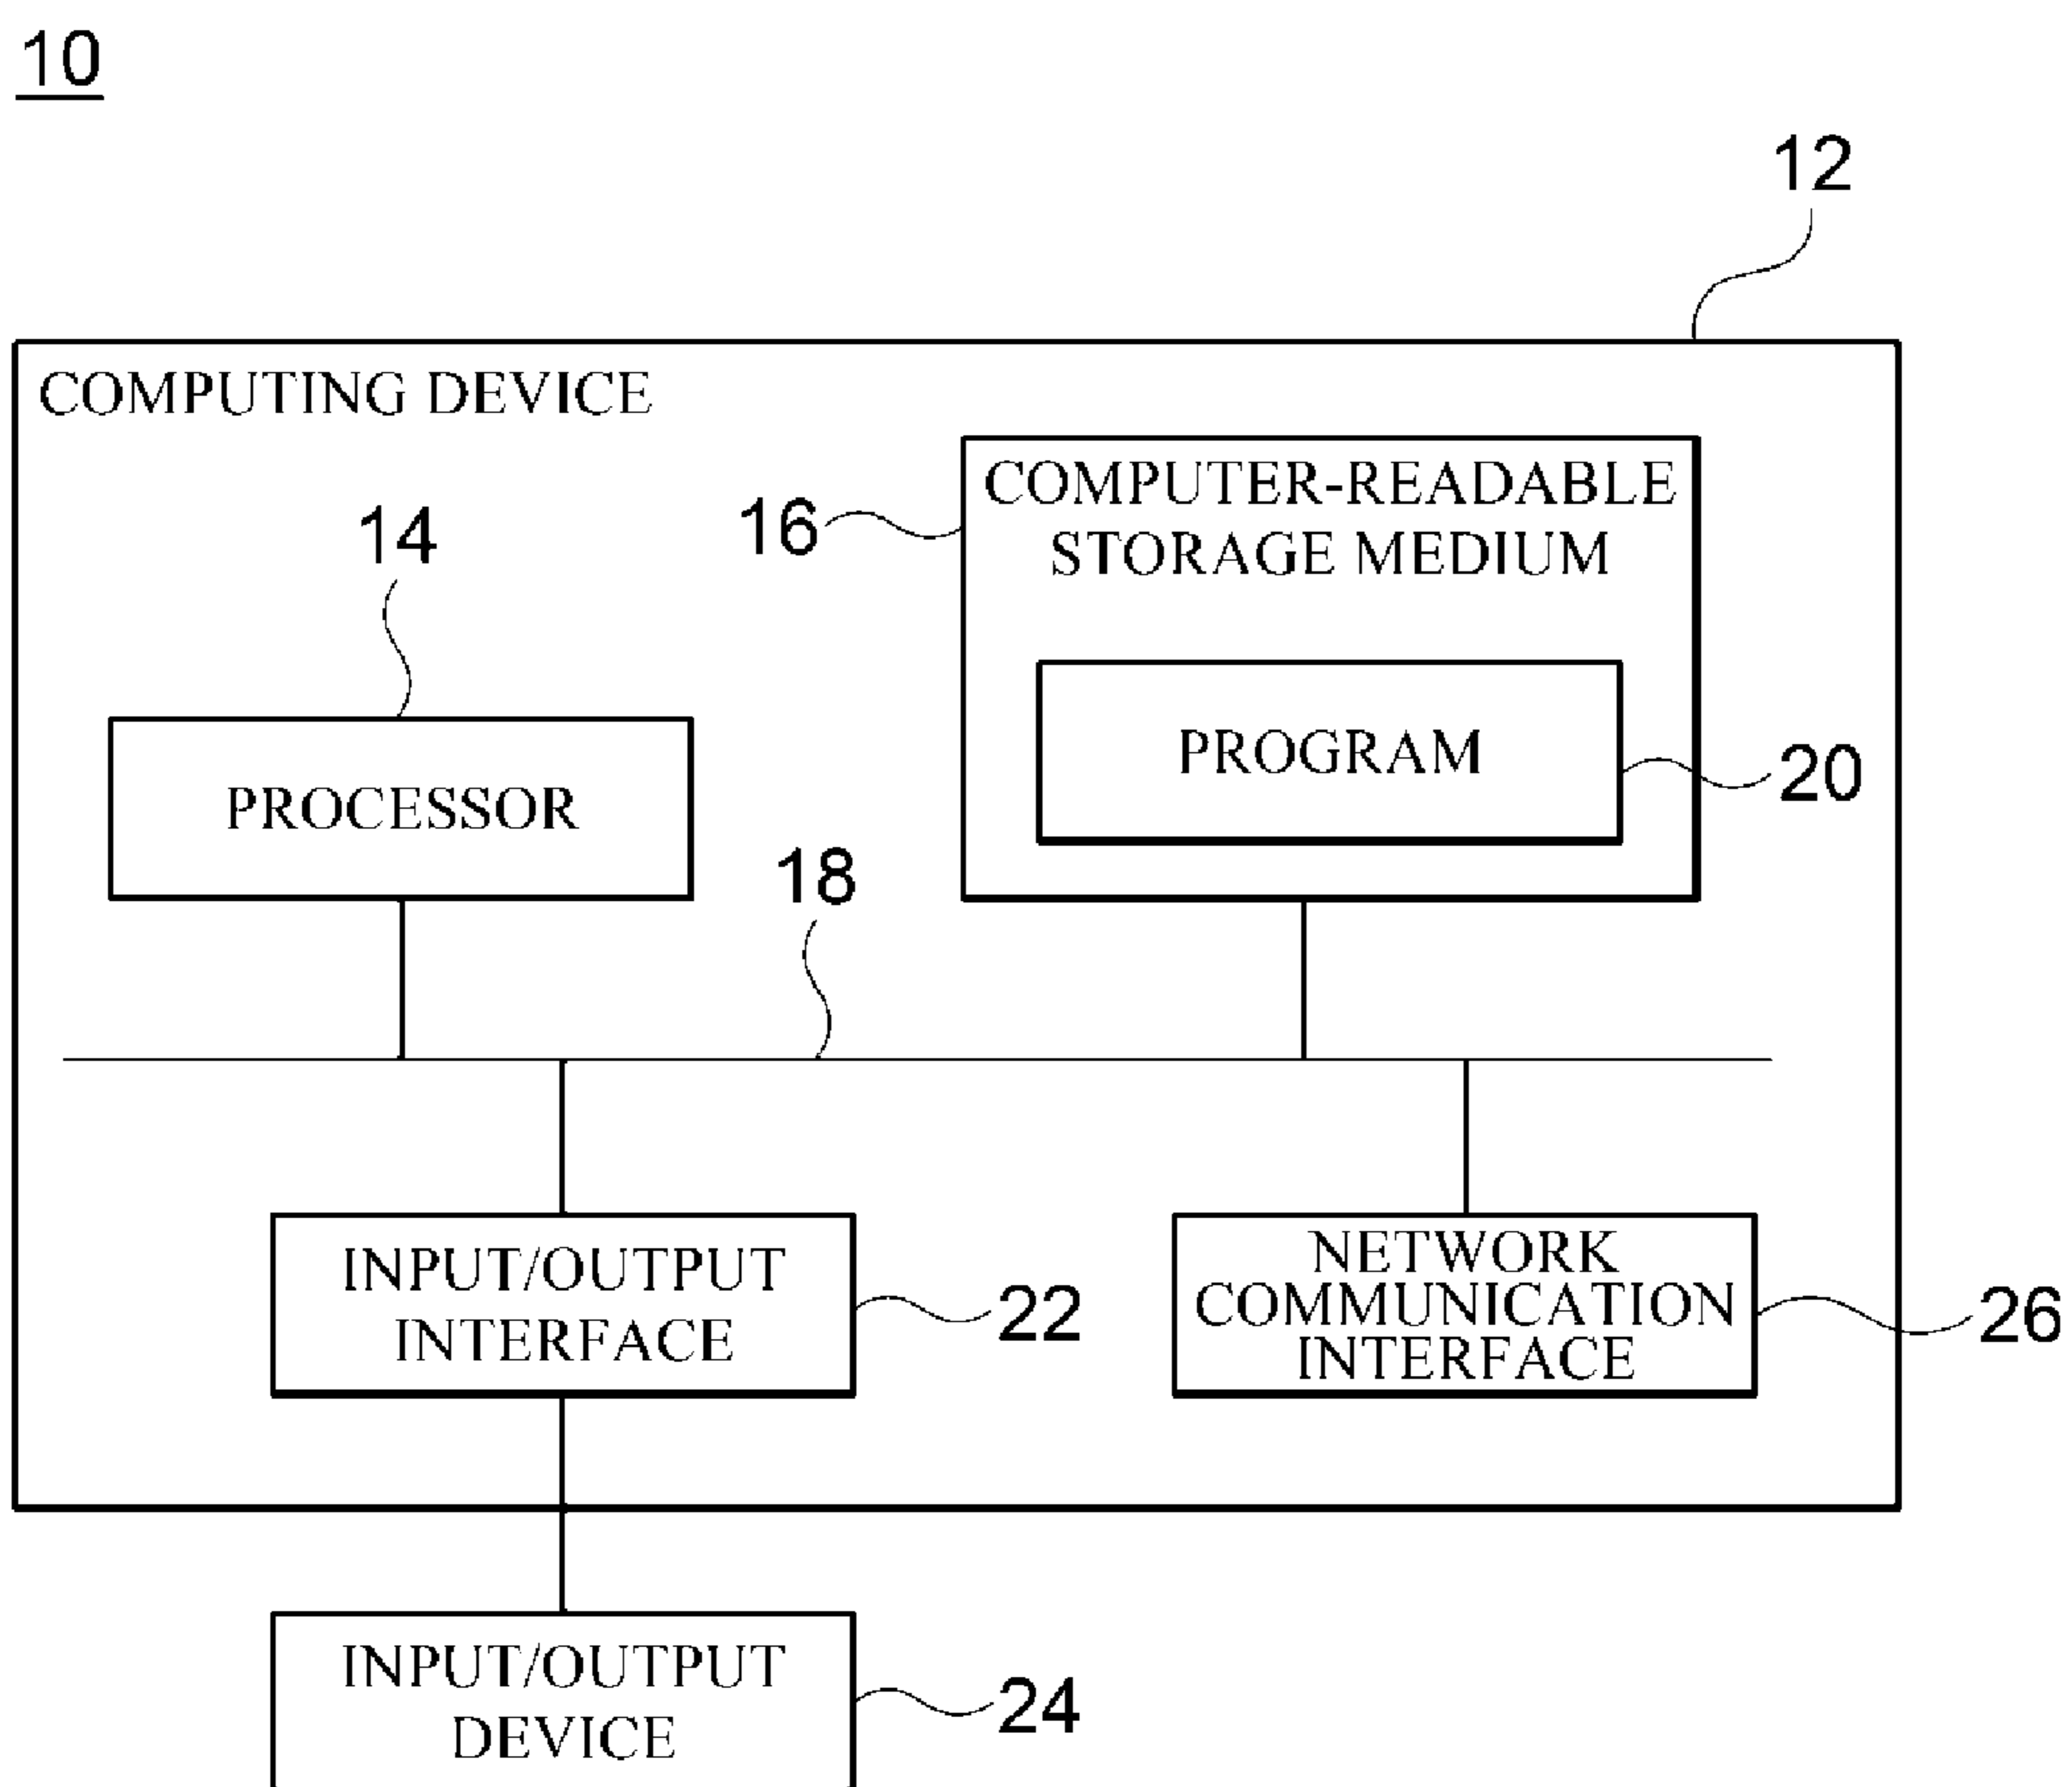 10
12
COMPUTING DEVICE
COMPUTER-READABLE
STORAGE MEDIUM
16
14
PROGRAM
20
PROCESSOR
18
INPUT/OUTPUT
INTERFACE
22
NETWORK
COMMUNICATION
INTERFACE
26
INPUT/OUTPUT
DEVICE
24